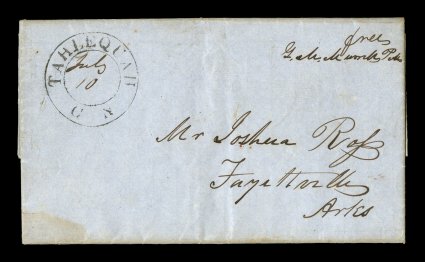 free
TAHLEQUAH
July
10
C N
Mr Joshua Ross
Fayetteville
Arks